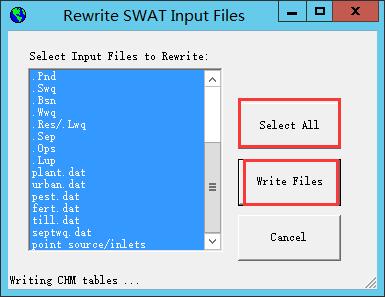 Rewrite SWAT Input Files
Select Input Files to Rewrite:
.Pnd
.Swq
.Bsn
.Wwq
.Res/.Lwq
.Sep
.Ops
.Lup
plant.dat
urban.dat
pest.dat
fert.dat
till.dat
septwq.dat
point source/inlets
Select All
Write Files
Cancel
Writing CHM tables ...